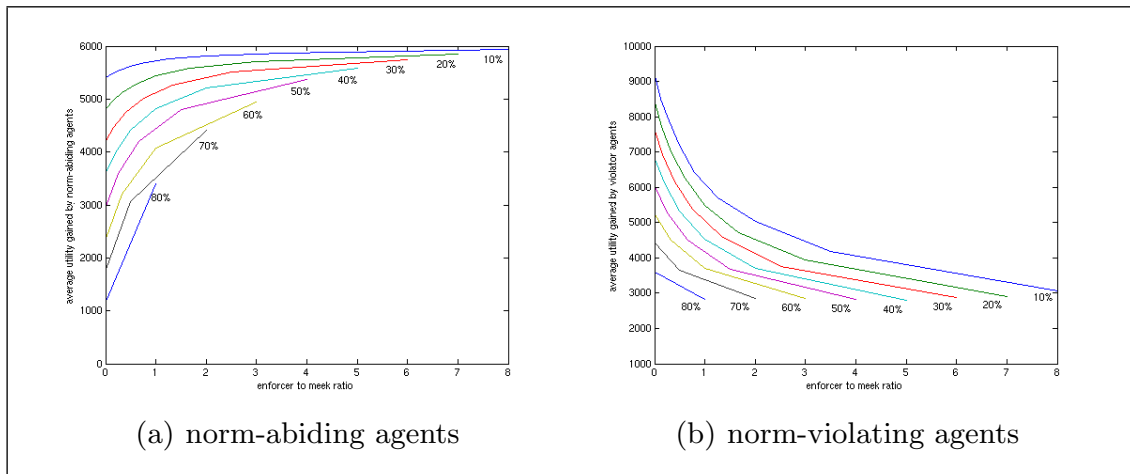 6000
5000
4000
3000
2000
1000
0
average utility gained by norm-abiding agents
10%
20%
30%
40%
50%
60%
70%
80%
0 1 2 3 4 5 6 7 8
enforcer to meek ratio
(a) norm-abiding agents
10000
9000
8000
7000
6000
5000
4000
3000
2000
1000
average utility gained by violator agents
80% 70% 60% 50% 40% 30% 20% 10%
0 1 2 3 4 5 6 7 8
enforcer to meek ratio
(b) norm-violating agents